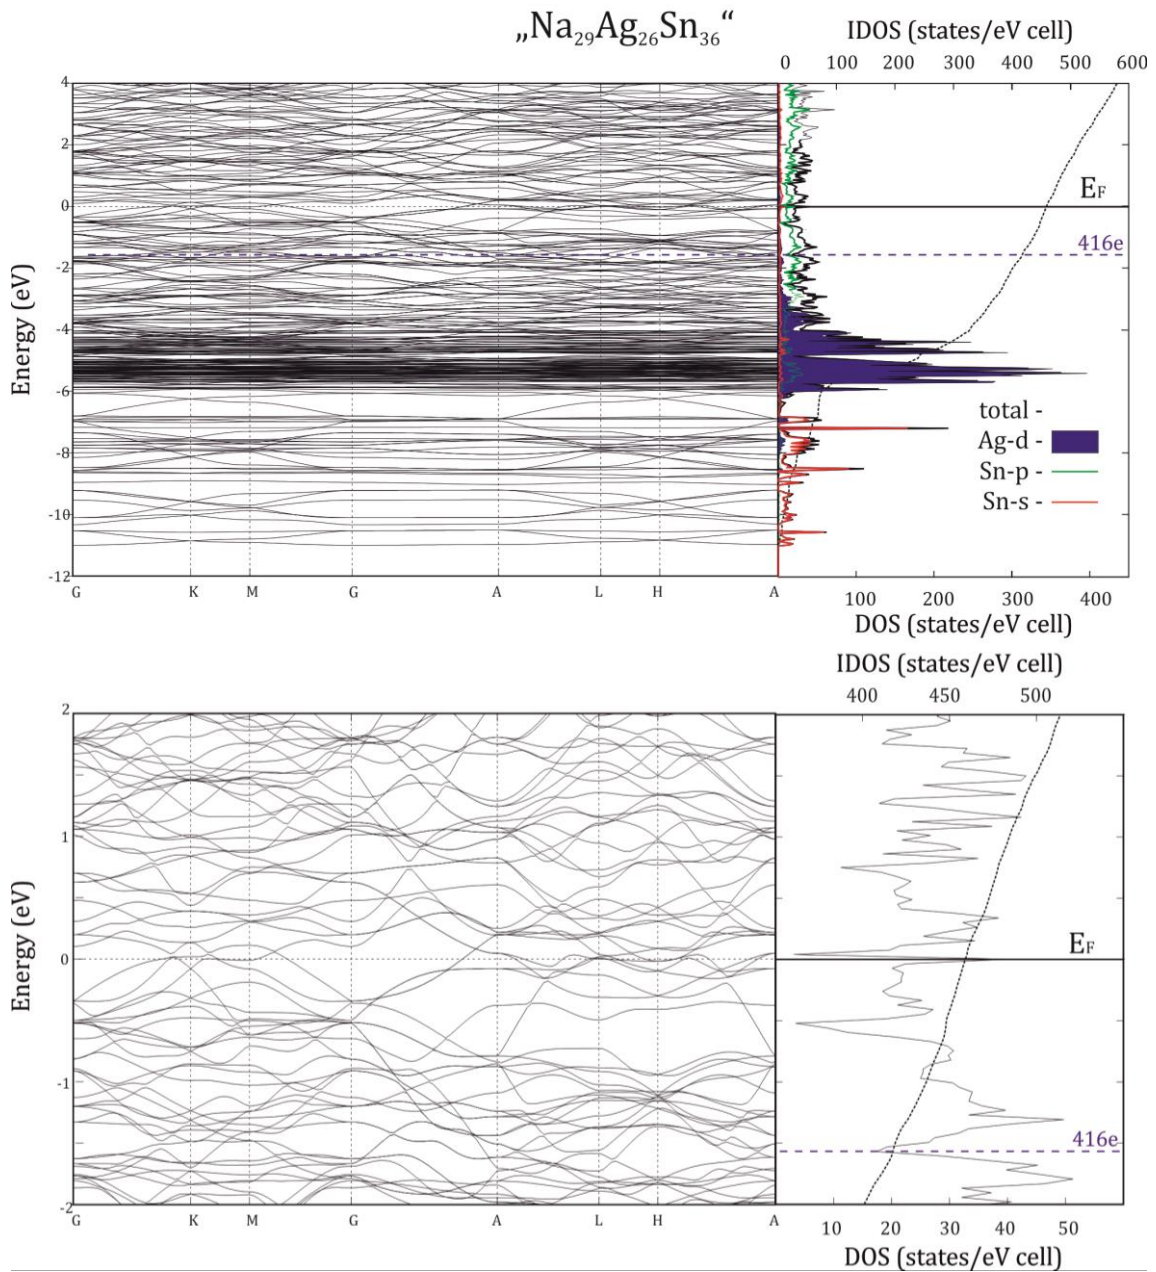 „Na₂₉Ag₂₆Sn₃₆“
IDOS (states/eV cell)
0 100 200 300 400 500 600
4
2
0
-2
-4
-6
-8
-10
-12
Energy (eV)
EF
416e
total -
Ag-d -
Sn-p -
Sn-s -
G K M G A L H A
100 200 300 400
DOS (states/eV cell)
IDOS (states/eV cell)
400 450 500
2
1
0
-1
-2
Energy (eV)
EF
416e
G K M G A L H A
10 20 30 40 50
DOS (states/eV cell)